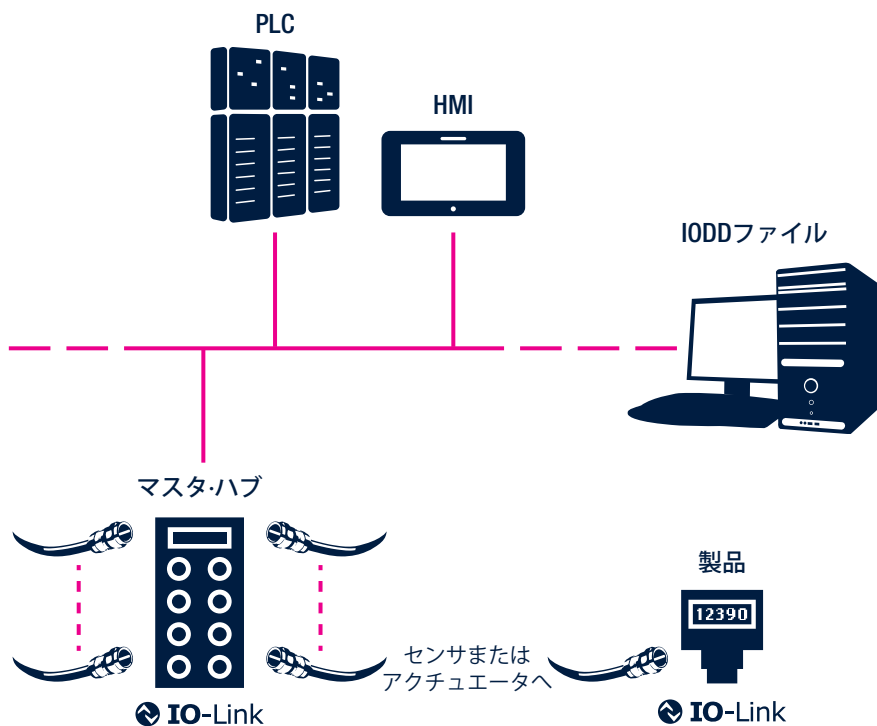 PLC
HMI
IODDファイル
マスタ·ハブ
製品
12390
センサまたは
アクチュエータへ
IO-Link
IO-Link